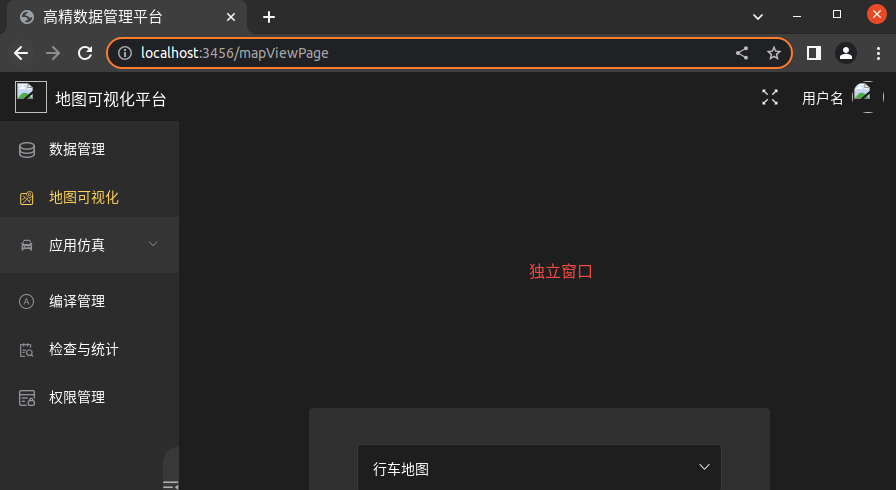 高精数据管理平台
localhost:3456/mapViewPage
地图可视化平台
用户名
数据管理
地图可视化
应用仿真
编译管理
检查与统计
权限管理
独立窗口
行车地图